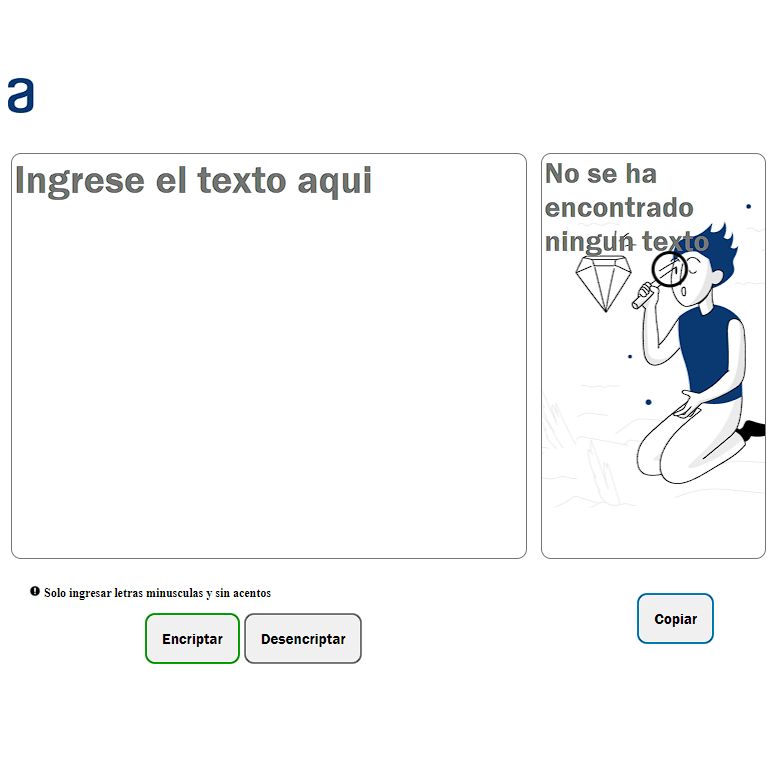 a
Ingrese el texto aqui
No se ha
encontrado
ningun texto
Solo ingresar letras minusculas y sin acentos
Encriptar
Desencriptar
Copiar